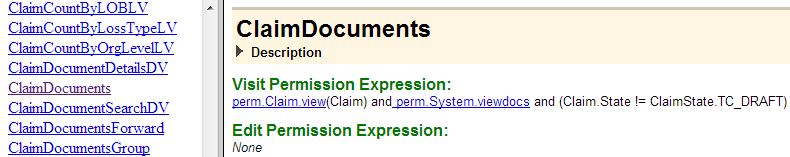 ClaimCountByLOBLV
ClaimCountByLossTypeLV
ClaimCountByOrgLevelLV
ClaimDocumentDetailsDV
ClaimDocuments
ClaimDocumentSearchDV
ClaimDocumentsForward
ClaimDocumentsGroup
ClaimDocuments
Description
Visit Permission Expression:
perm.Claim.view(Claim) and perm.System.viewdocs and (Claim.State != ClaimState.TC_DRAFT)
Edit Permission Expression:
None